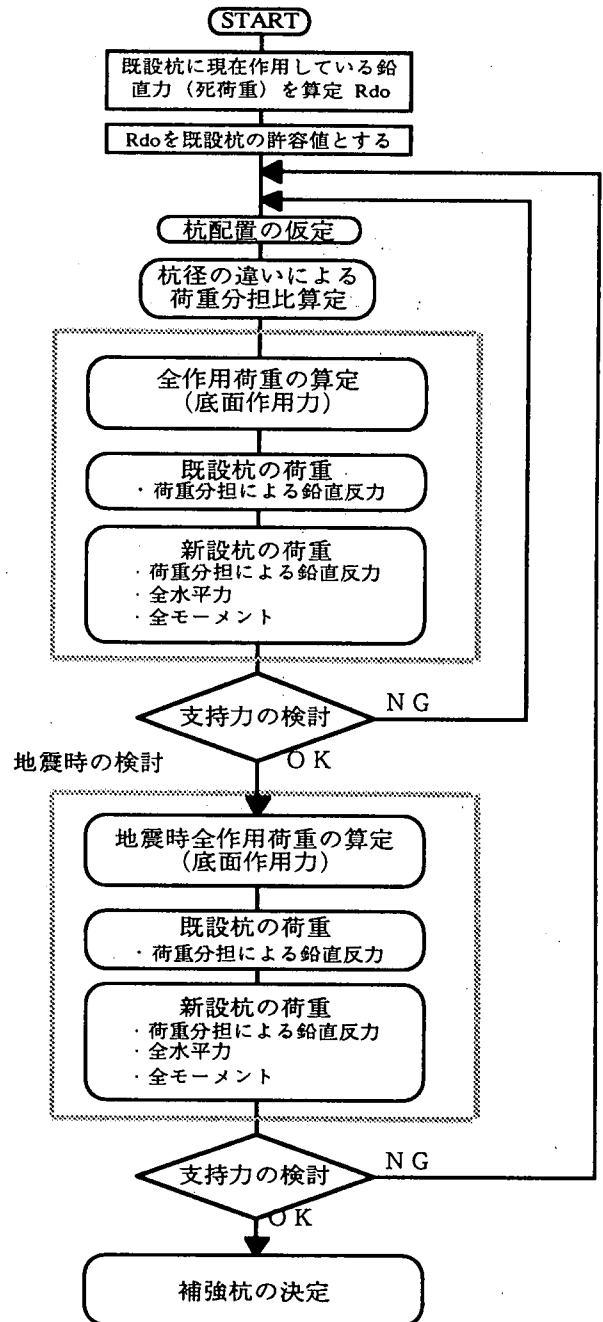 START
既設杭に現在作用している鉛
直力（死荷重）を算定 Rdo
Rdoを既設杭の許容値とする
杭配置の仮定
杭径の違いによる
荷重分担比算定
全作用荷重の算定
（底面作用力）
既設杭の荷重
・荷重分担による鉛直反力
新設杭の荷重
・荷重分担による鉛直反力
・全水平力
・全モーメント
支持力の検討
NG
OK
地震時の検討
地震時全作用荷重の算定
（底面作用力）
既設杭の荷重
・荷重分担による鉛直反力
新設杭の荷重
・荷重分担による鉛直反力
・全水平力
・全モーメント
支持力の検討
NG
OK
補強杭の決定